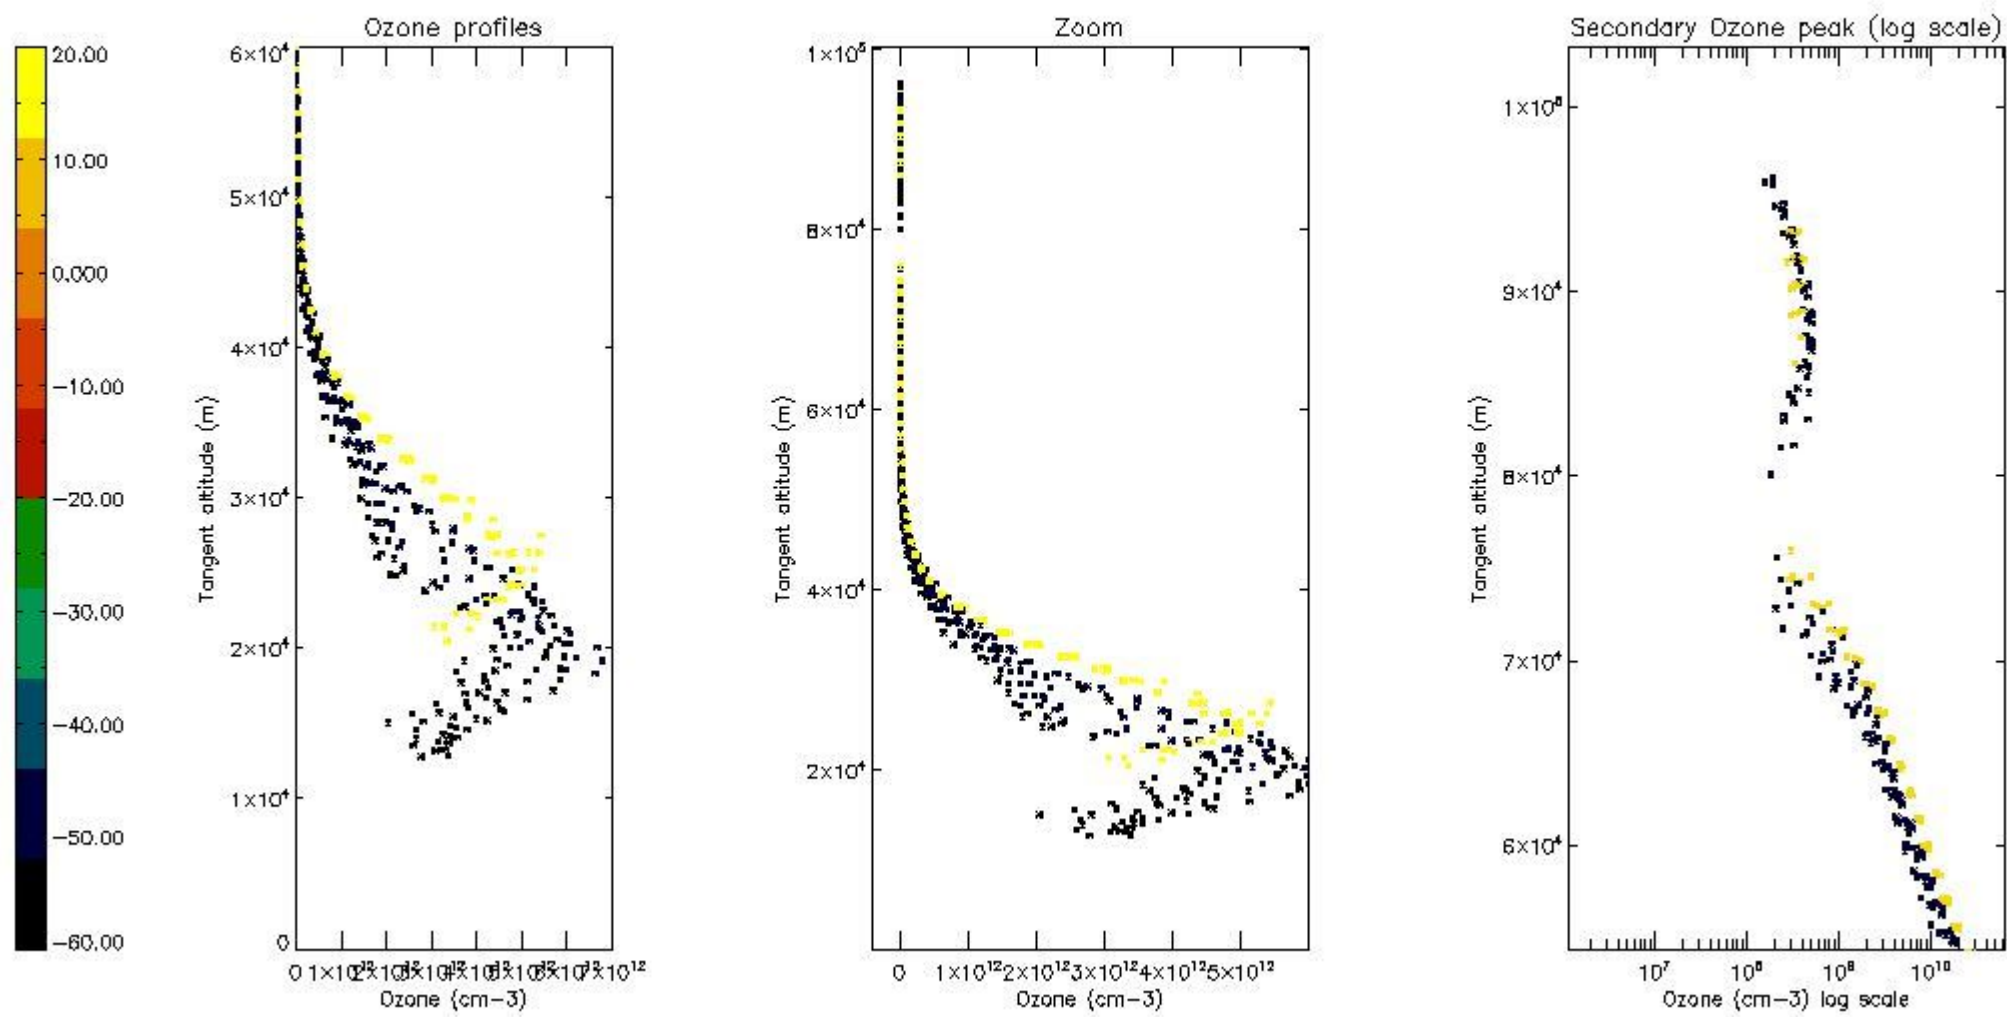 Ozone profiles
Zoom
Secondary Ozone peak (log scale)
20.00
10.00
0.000
−10.00
−20.00
−30.00
−40.00
−50.00
−60.00
6×10⁴
5×10⁴
4×10⁴
3×10⁴
2×10⁴
1×10⁴
0
Tangent altitude (m)
0
7×10¹²
Ozone (cm−3)
1×10⁵
8×10⁴
6×10⁴
4×10⁴
2×10⁴
Tangent altitude (m)
0 1×10¹² 2×10¹² 3×10¹² 4×10¹² 5×10¹²
Ozone (cm−3)
1×10⁵
9×10⁴
8×10⁴
7×10⁴
6×10⁴
Tangent altitude (m)
10⁷ 10⁸ 10⁹ 10¹⁰
Ozone (cm−3) log scale